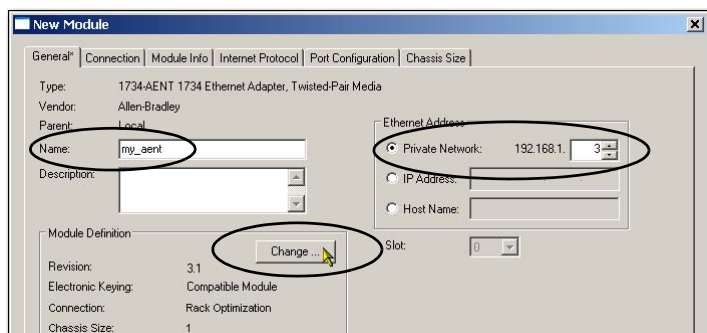 New Module
General* Connection Module Info Internet Protocol Port Configuration Chassis Size
Type: 1734-AENT 1734 Ethernet Adapter, Twisted-Pair Media
Vendor: Allen-Bradley
Parent: Local
Name: my_aent
Description:
Ethernet Address
Private Network: 192.168.1. 3
IP Address:
Host Name:
Module Definition
Change ...
Slot: 0
Revision: 3.1
Electronic Keying: Compatible Module
Connection: Rack Optimization
Chassis Size: 1